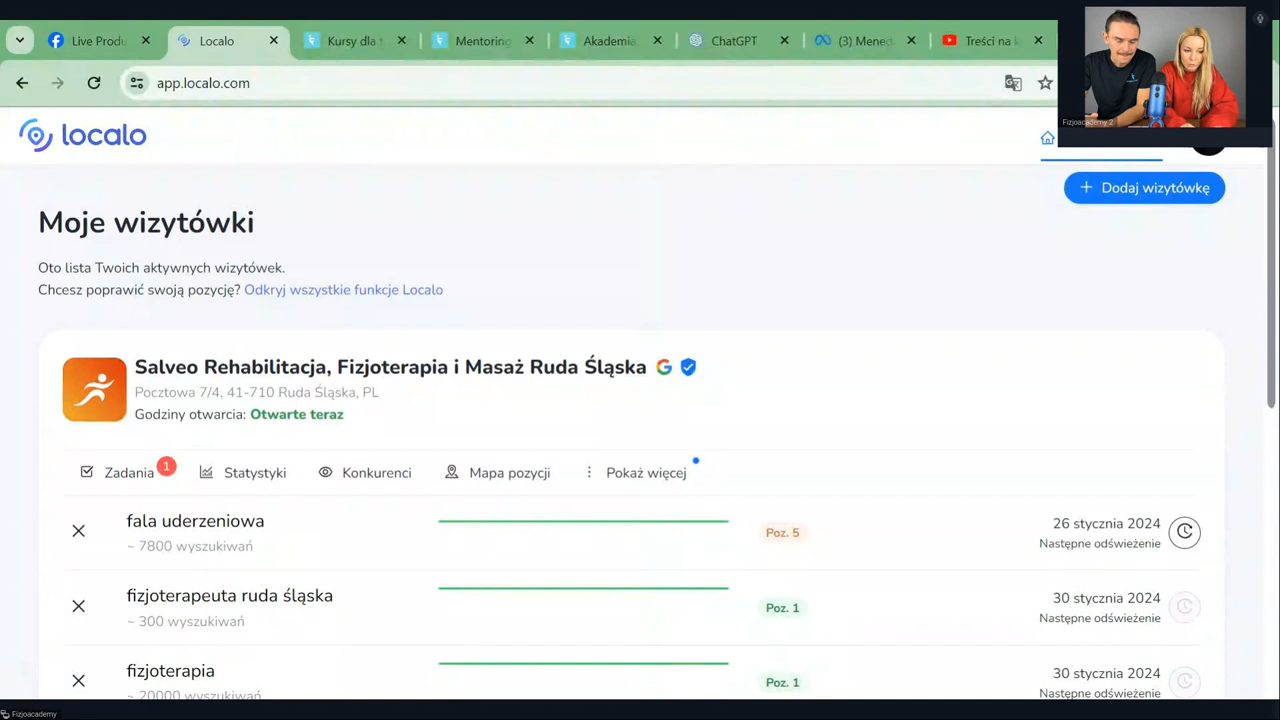 Live Produ
Localo
Kursy dla f
Mentoring
Akademia
ChatGPT
(3) Mened
Treści na k
app.localo.com
Fizjoacademy 2
localo
Dodaj wizytówkę
Moje wizytówki
Oto lista Twoich aktywnych wizytówek.
Chcesz poprawić swoją pozycję? Odkryj wszystkie funkcje Localo
Salveo Rehabilitacja, Fizjoterapia i Masaż Ruda Śląska
Pocztowa 7/4, 41-710 Ruda Śląska, PL
Godziny otwarcia: Otwarte teraz
Zadania 1 Statystyki Konkurenci Mapa pozycji Pokaż więcej
fala uderzeniowa
~ 7800 wyszukiwań
Poz. 5
26 stycznia 2024
Następne odświeżenie
fizjoterapeuta ruda śląska
~ 300 wyszukiwań
Poz. 1
30 stycznia 2024
Następne odświeżenie
fizjoterapia
~ 20000 wyszukiwań
Poz. 1
30 stycznia 2024
Następne odświeżenie
Fizjoacademy